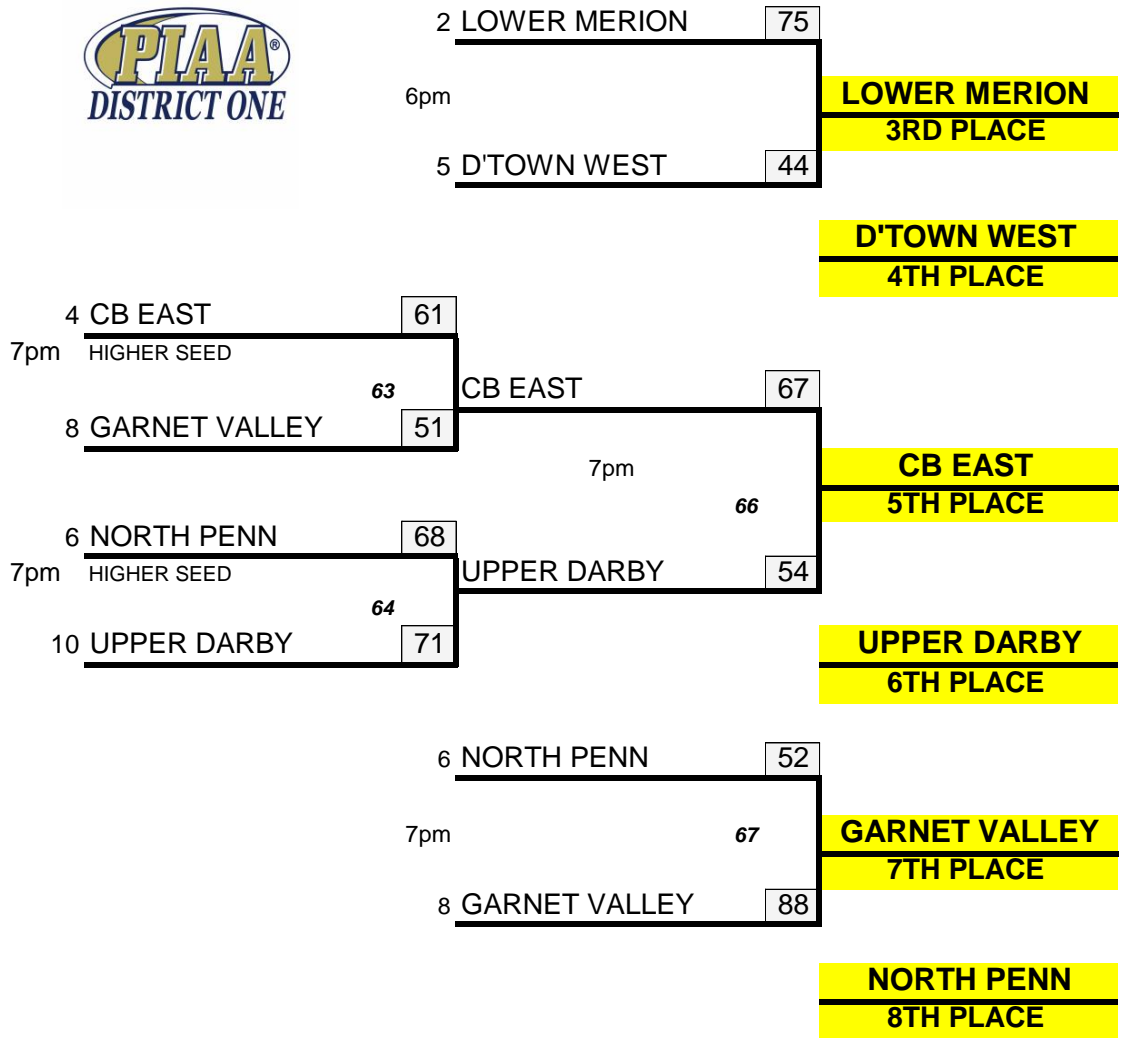 PIAA®
DISTRICT ONE
2 LOWER MERION 75
6pm
LOWER MERION
3RD PLACE
5 D'TOWN WEST 44
D'TOWN WEST
4TH PLACE
4 CB EAST 61
7pm HIGHER SEED
63
CB EAST 67
8 GARNET VALLEY 51
7pm
CB EAST
5TH PLACE
66
6 NORTH PENN 68
7pm HIGHER SEED
UPPER DARBY 54
64
10 UPPER DARBY 71
UPPER DARBY
6TH PLACE
6 NORTH PENN 52
7pm
67
GARNET VALLEY
7TH PLACE
8 GARNET VALLEY 88
NORTH PENN
8TH PLACE